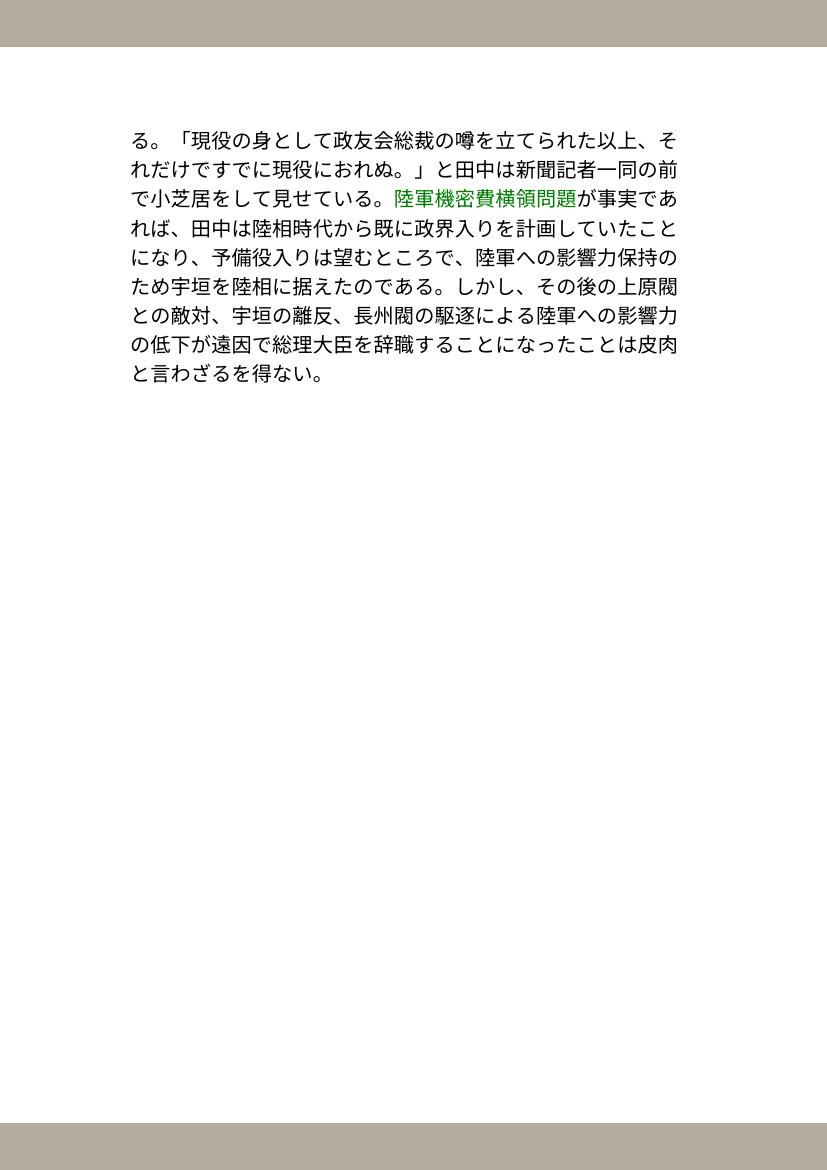 る。「現役の身として政友会総裁の噂を立てられた以上、そ
れだけですでに現役におれぬ。」と田中は新聞記者一同の前
で小芝居をして見せている。陸軍機密費横領問題が事実であ
れば、田中は陸相時代から既に政界入りを計画していたこと
になり、予備役入りは望むところで、陸軍への影響力保持の
ため宇垣を陸相に据えたのである。しかし、その後の上原閥
との敵対、宇垣の離反、長州閥の駆逐による陸軍への影響力
の低下が遠因で総理大臣を辞職することになったことは皮肉
と言わざるを得ない。